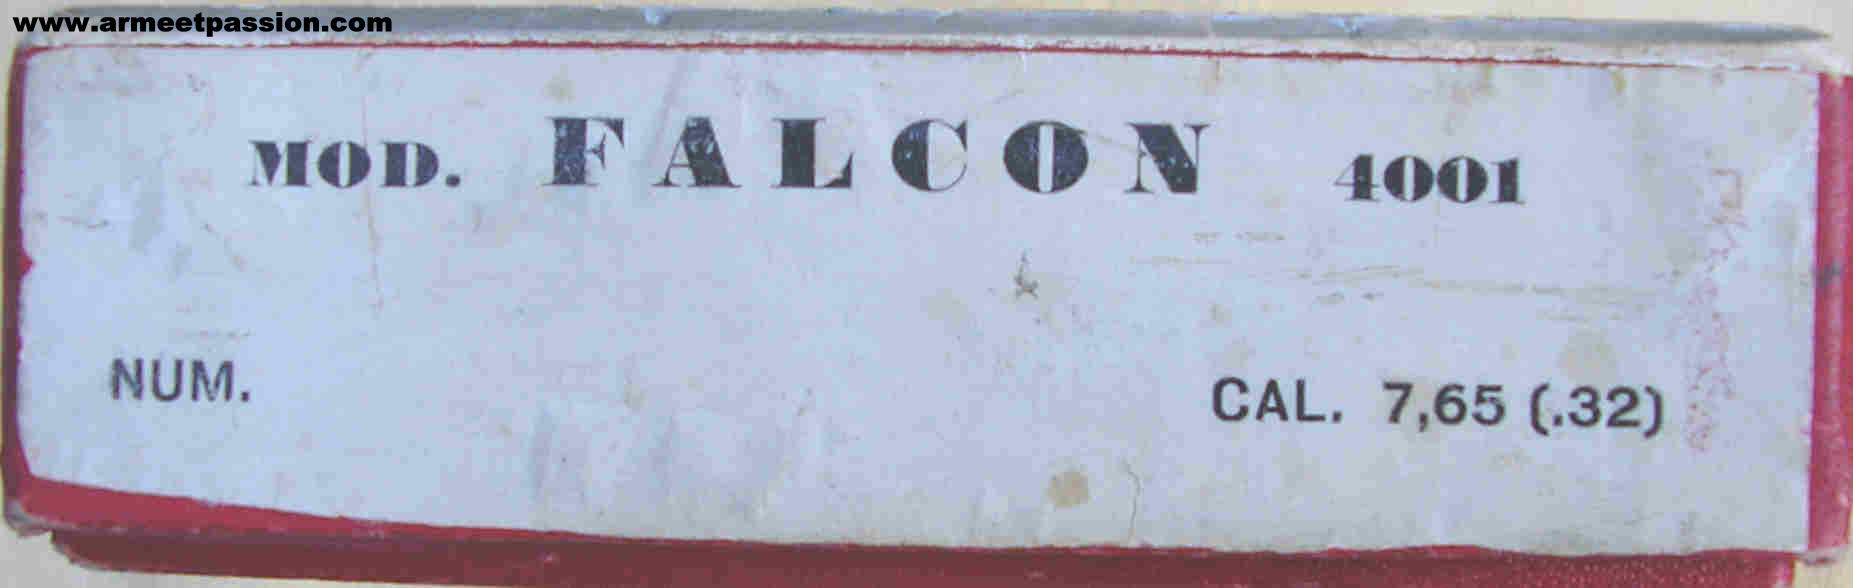 www.armeetpassion.com
MOD. FALCON 4001
NUM.
CAL. 7,65 (.32)